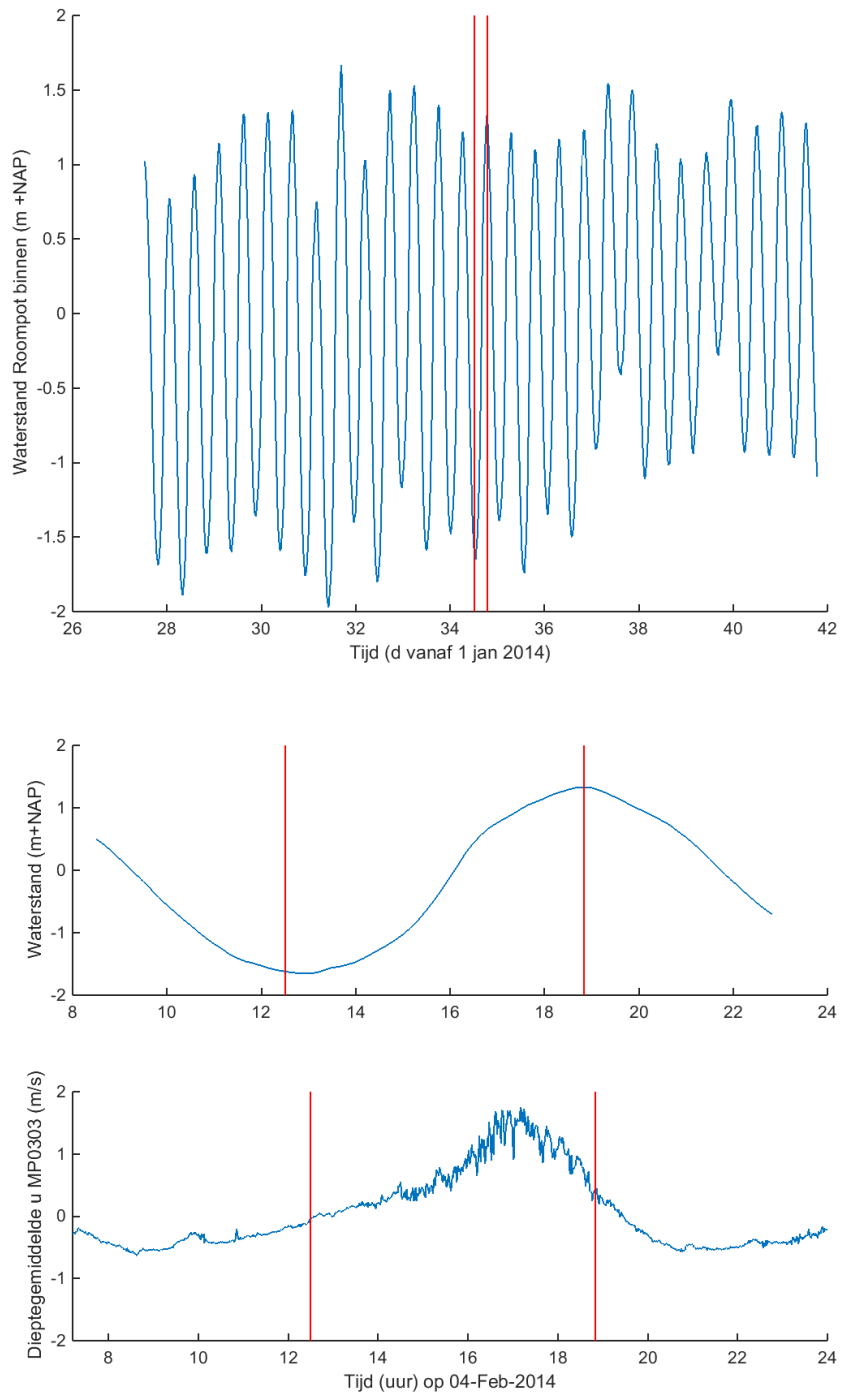 Waterstand Roompot binnen (m +NAP)
2
1.5
1
0.5
0
-0.5
-1
-1.5
-2
26 28 30 32 34 36 38 40 42
Tijd (d vanaf 1 jan 2014)
Waterstand (m+NAP)
2
1
0
-1
-2
8 10 12 14 16 18 20 22 24
Dieptegemiddelde u MP0303 (m/s)
2
1
0
-1
-2
8 10 12 14 16 18 20 22 24
Tijd (uur) op 04-Feb-2014